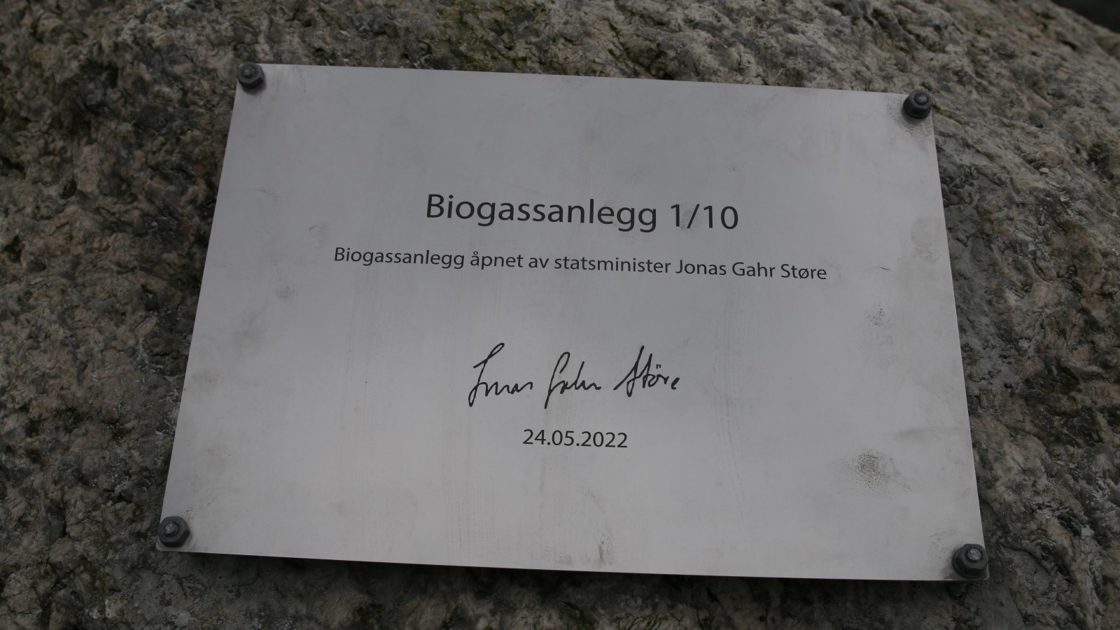 Biogassanlegg 1/10
Biogassanlegg åpnet av statsminister Jonas Gahr Støre
Jonas Gahr Støre
24.05.2022